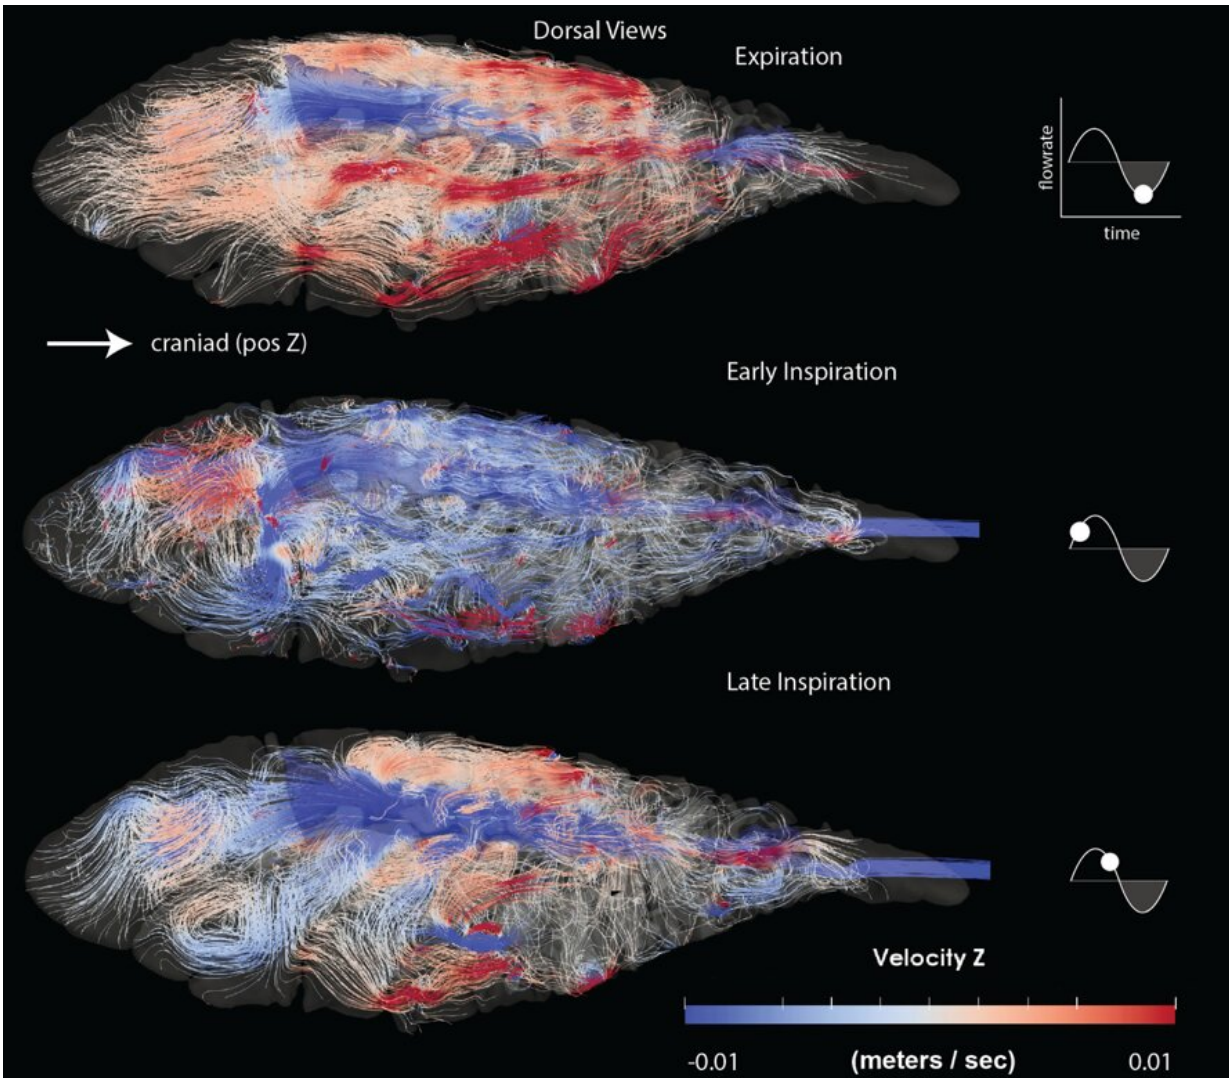 Dorsal Views
Expiration
flowrate
time
craniad (pos Z)
Early Inspiration
Late Inspiration
Velocity Z
-0.01 (meters / sec) 0.01